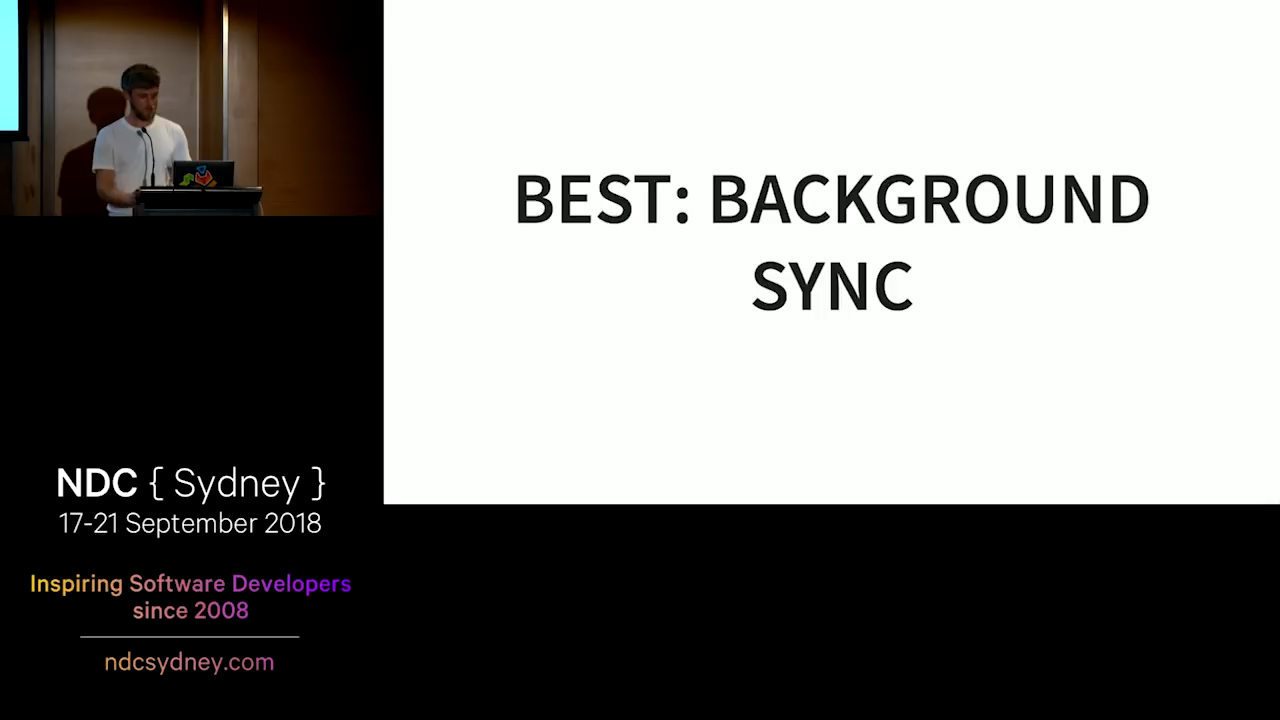 BEST: BACKGROUND
SYNC
NDC { Sydney }
17-21 September 2018
Inspiring Software Developers
since 2008
ndcsydney.com